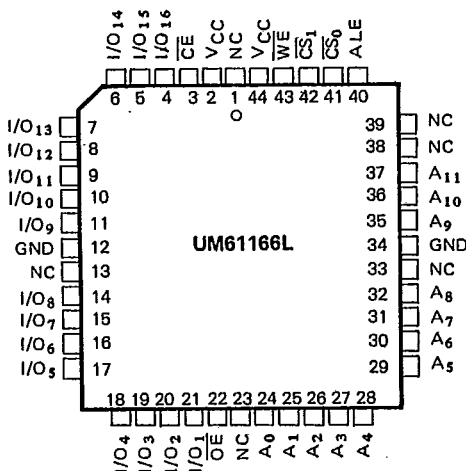 I/O14 I/O15 I/O16 CE VCC NC VCC WE CS1 CS0 ALE
6 5 4 3 2 1 44 43 42 41 40
I/O13 7 39 NC
I/O12 8 38 NC
I/O11 9 37 A11
I/O10 10 36 A10
I/O9 11 35 A9
GND 12 UM61166L 34 GND
NC 13 33 NC
I/O8 14 32 A8
I/O7 15 31 A7
I/O6 16 30 A6
I/O5 17 29 A5
18 19 20 21 22 23 24 25 26 27 28
I/O4 I/O3 I/O2 I/O1 OE NC A0 A1 A2 A3 A4